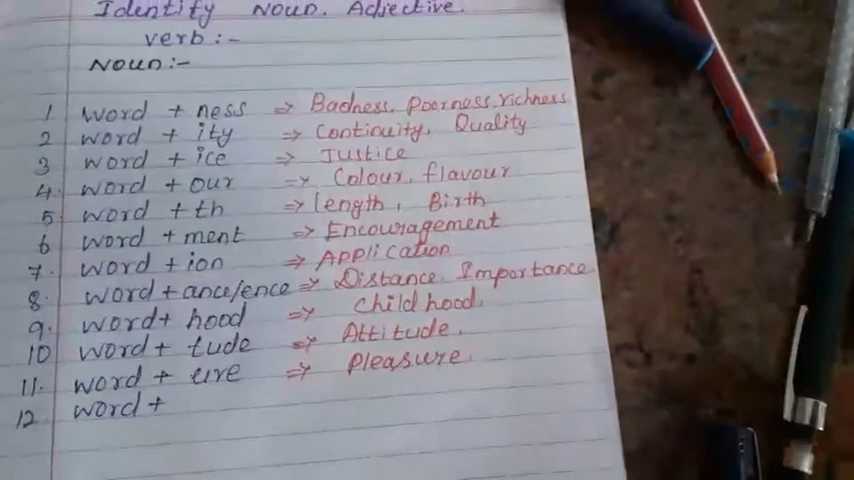 Identify Noun. Adjective.
verb :-
Noun:-
1 word + ness => Badness, Poorness, richness
2 word + ity => Continuity, Quality
3 word + ice => Justice
4. word + our => Colour, flavour
5. word + th => length, Birth
6 word + ment => Encouragement
7. word + ion => Application
8. word + ance/ence => Distance, Importance.
9. word + hood => Childhood.
10 word + tude => Attitude.
11. word + ure => Pleasure.
12 word +